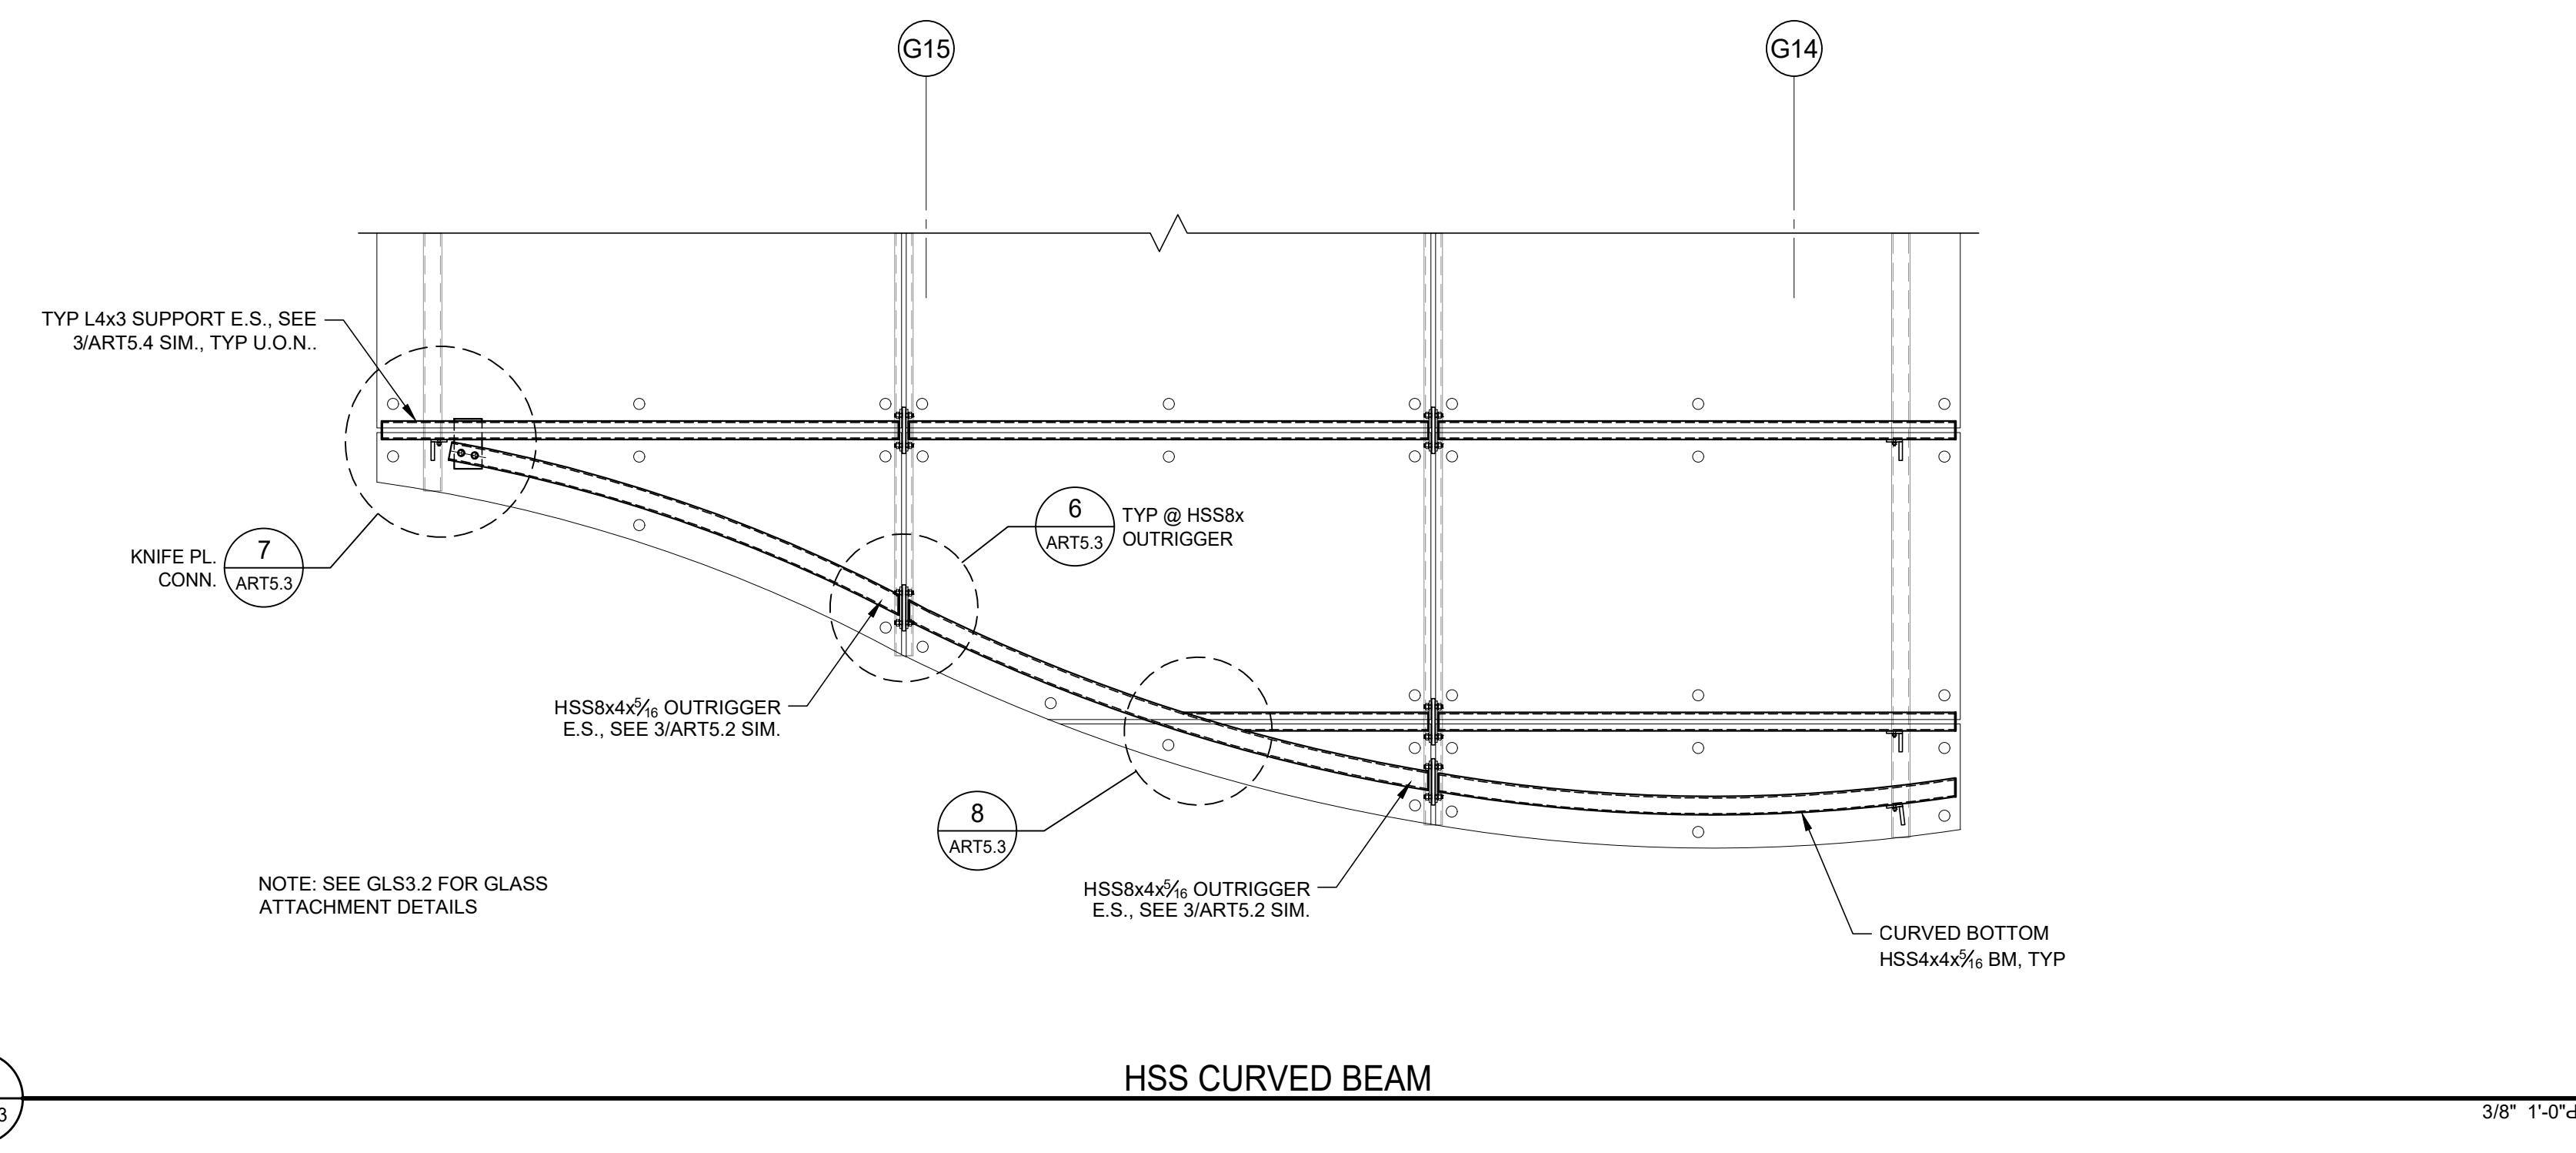 G15
G14
TYP L4x3 SUPPORT E.S., SEE
3/ART5.4 SIM., TYP U.O.N..
6
ART5.3
TYP @ HSS8x
OUTRIGGER
KNIFE PL.
CONN.
7
ART5.3
HSS8x4x5⁄16 OUTRIGGER
E.S., SEE 3/ART5.2 SIM.
8
ART5.3
NOTE: SEE GLS3.2 FOR GLASS
ATTACHMENT DETAILS
HSS8x4x5⁄16 OUTRIGGER
E.S., SEE 3/ART5.2 SIM.
CURVED BOTTOM
HSS4x4x5⁄16 BM, TYP
HSS CURVED BEAM
3
3/8" 1'-0"